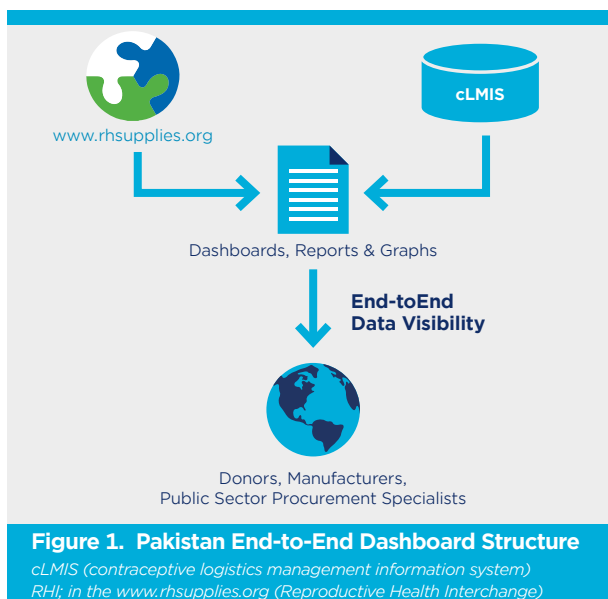 www.rhsupplies.org
cLMIS
Dashboards, Reports & Graphs
End-toEnd
Data Visibility
Donors, Manufacturers,
Public Sector Procurement Specialists
Figure 1. Pakistan End-to-End Dashboard Structure
cLMIS (contraceptive logistics management information system)
RHI; in the www.rhsupplies.org (Reproductive Health Interchange)